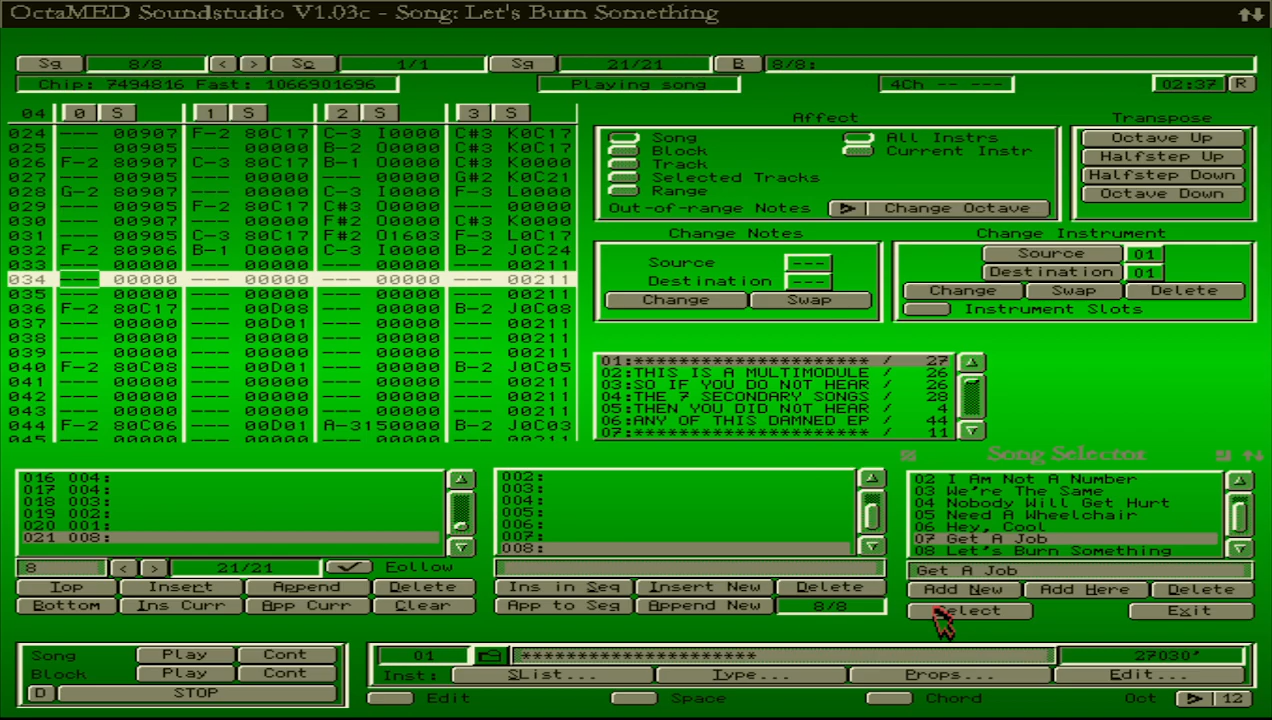 OctaMED Soundstudio V1.03c - Song: Let's Burn Something
Sg 8/8 < > Sq 1/1 Sg 21/21 B 8/8:
Chip: 7494816 Fast: 1066901696 Playing song 4Ch -- --- 02:37 R
04 0 S 1 S 2 S 3 S
024 --- 00907 F-2 80C17 C-3 I0000 C#3 K0C17
025 --- 00905 --- 00000 B-2 O0000 C#3 K0C17
026 F-2 80907 C-3 80C17 B-1 O0000 C#3 K0000
027 --- 00905 --- 00000 --- 00000 G#2 K0C21
028 G-2 80907 --- 00000 C-3 I0000 F-3 L0000
029 --- 00905 F-2 80C17 C#3 O0000 --- 00000
030 --- 00907 --- 00000 F#2 O0000 C#3 K0000
031 --- 00905 C-3 80C17 F#2 O1603 F-3 L0C17
032 F-2 80906 B-1 O0000 C-3 I0000 B-2 J0C24
033 --- 00000 --- 00000 --- 00000 --- 00211
034 --- 00000 --- 00000 --- 00000 --- 00211
035 --- 00000 --- 00000 --- 00000 --- 00211
036 F-2 80C17 --- 00D08 --- 00000 B-2 J0C08
037 --- 00000 --- 00D01 --- 00000 --- 00211
038 --- 00000 --- 00000 --- 00000 --- 00211
039 --- 00000 --- 00000 --- 00000 --- 00211
040 F-2 80C08 --- 00D01 --- 00000 B-2 J0C05
041 --- 00000 --- 00000 --- 00000 --- 00211
042 --- 00000 --- 00000 --- 00000 --- 00211
043 --- 00000 --- 00000 --- 00000 --- 00211
044 F-2 80C06 --- 00D01 A-3 150000 B-2 J0C03
045 --- 00000 --- 00000 --- 00000 --- 00211
Affect
Song
Block
Track
Selected Tracks
Range
All Instrs
Current Instr
Out-of-range Notes Change Octave
Transpose
Octave Up
Halfstep Up
Halfstep Down
Octave Down
Change Notes
Source ---
Destination ---
Change Swap
Change Instrument
Source 01
Destination 01
Change Swap Delete
Instrument Slots
01:******************** / 27
02:THIS IS A MULTIMODULE / 26
03:SO IF YOU DO NOT HEAR / 26
04:THE 7 SECONDARY SONGS / 28
05:THEN YOU DID NOT HEAR / 4
06:ANY OF THIS DAMNED EP / 44
07:******************** / 11
016 004:
017 004:
018 003:
019 002:
020 001:
021 008:
8 < > 21/21 Follow
Top Insert Append Delete
Bottom Ins Curr App Curr Clear
002:
003:
004:
005:
006:
007:
008:
Ins in Seq Insert New Delete
App to Seq Append New 8/8
Song Selector
02 I Am Not A Number
03 We're The Same
04 Nobody Will Get Hurt
05 Need A Wheelchair
06 Hey, Cool
07 Get A Job
08 Let's Burn Something
Get A Job
Add New Add Here Delete
Select Exit
Song Play Cont
Block Play Cont
D STOP
01 ******************** 27030'
Inst: SList... Type... Props... Edit...
Edit Space Chord Oct 12